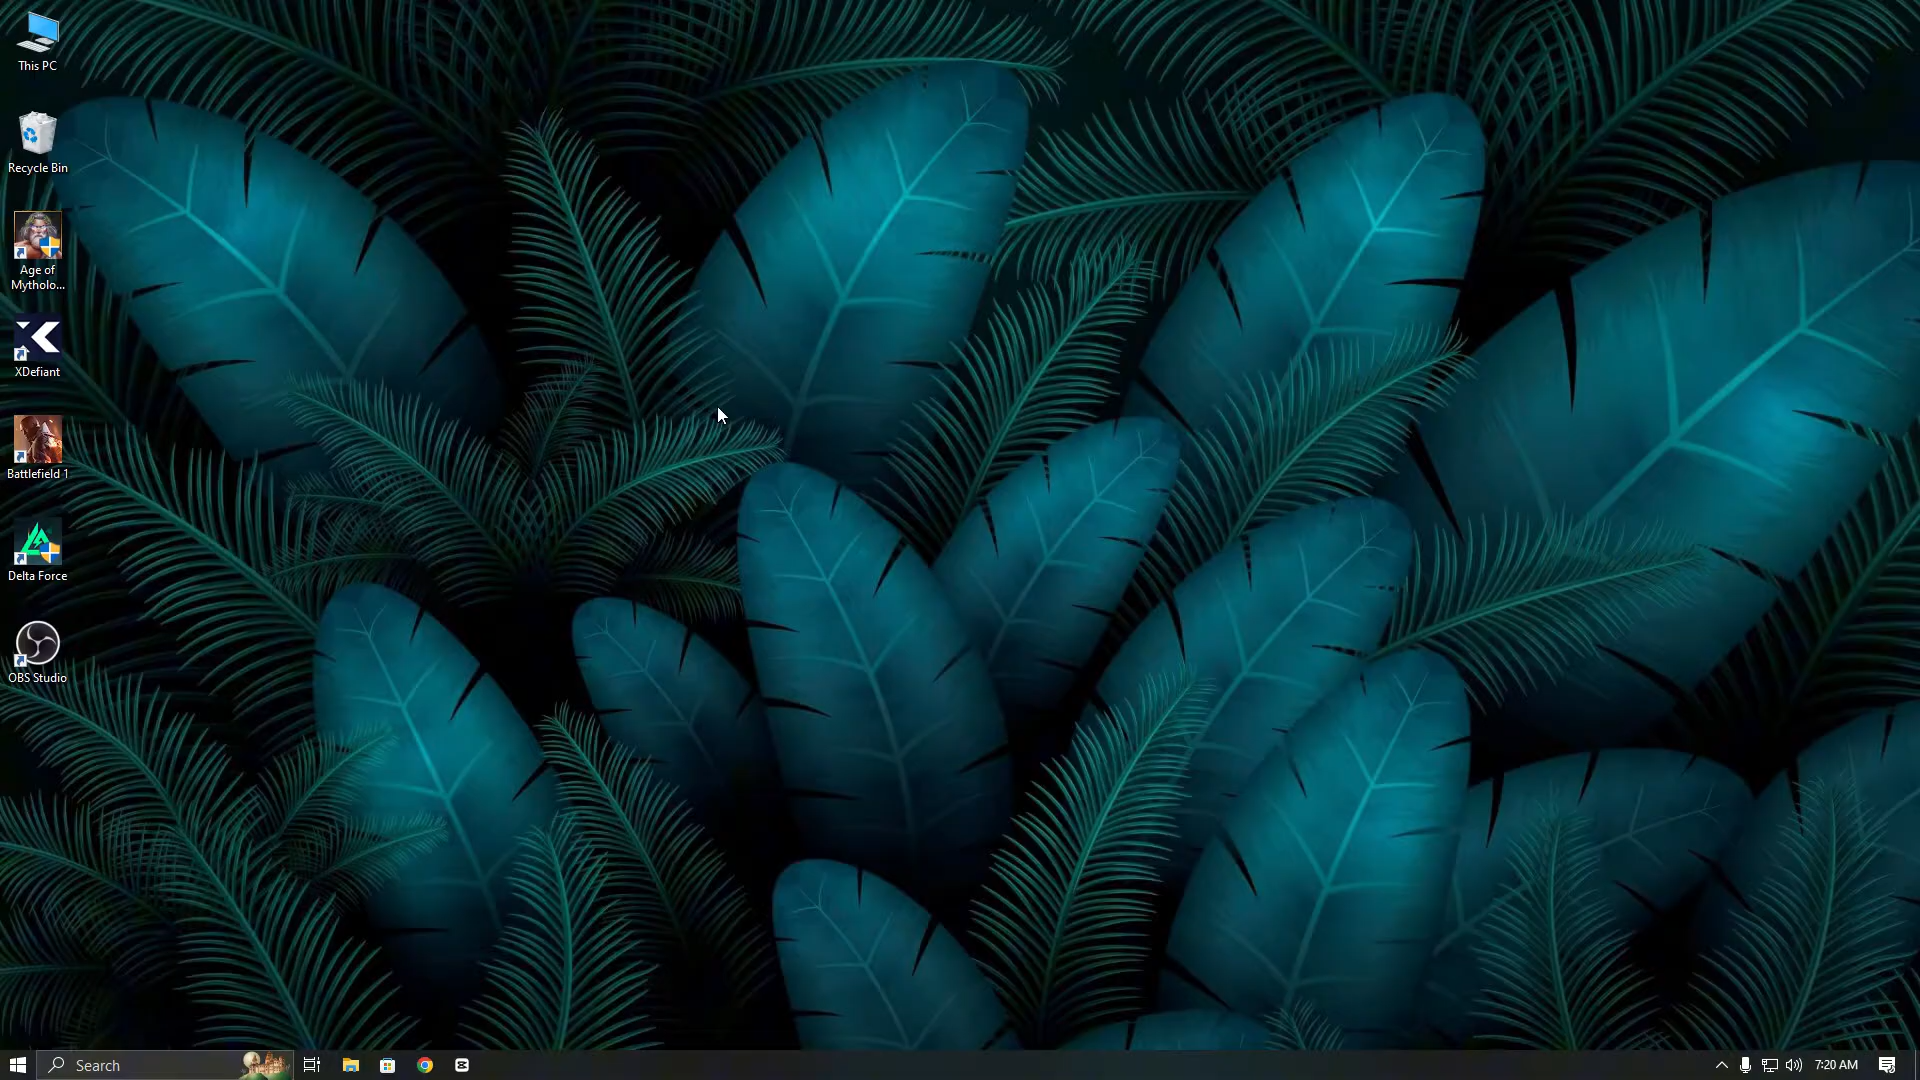 This PC
Recycle Bin
Age of
Mytholo...
XDefiant
Battlefield 1
Delta Force
OBS Studio
Search
7:20 AM